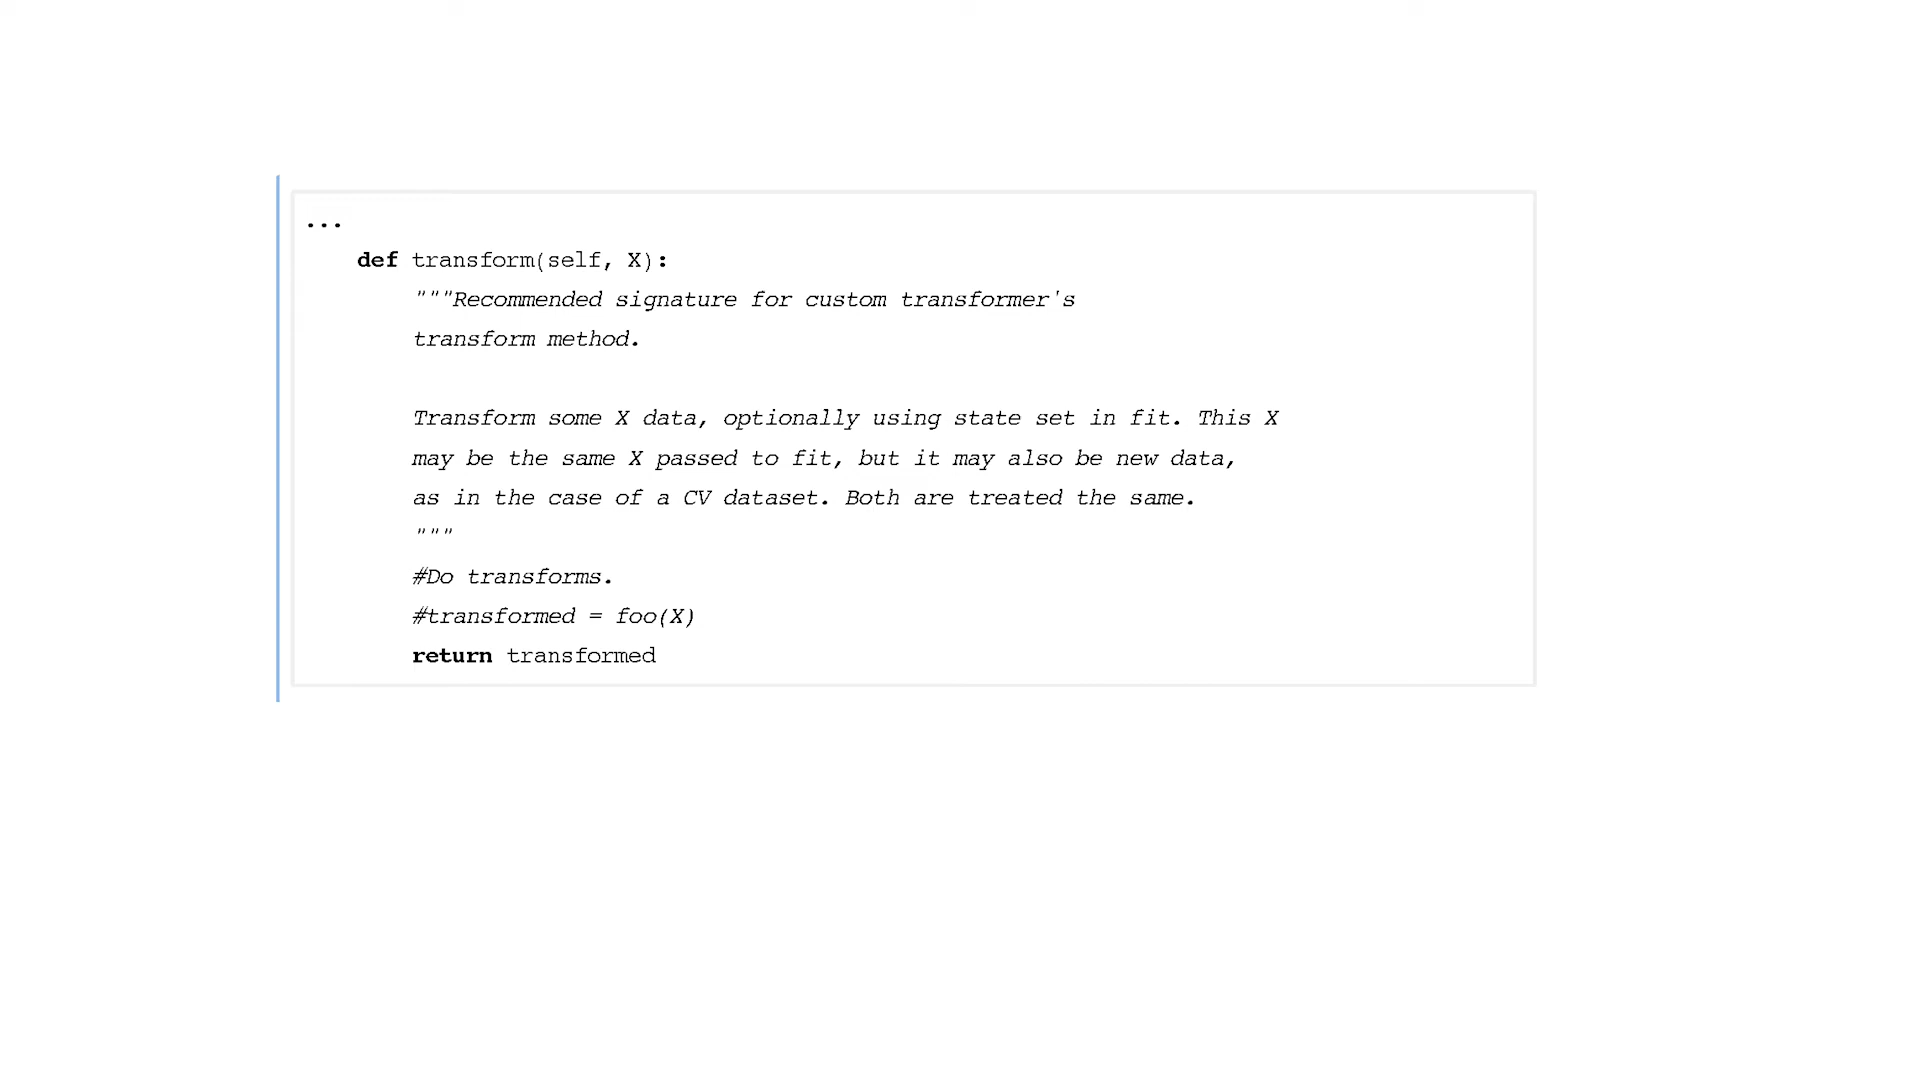 ...
def transform(self, X):
"""Recommended signature for custom transformer's
transform method.
Transform some X data, optionally using state set in fit. This X
may be the same X passed to fit, but it may also be new data,
as in the case of a CV dataset. Both are treated the same.
"""
#Do transforms.
#transformed = foo(X)
return transformed